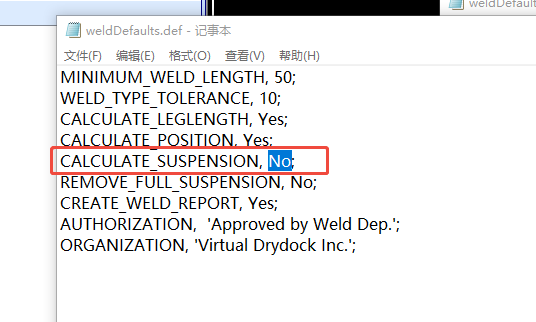 weldDefaults.d
weldDefaults.def - 记事本
文件(F) 编辑(E) 格式(O) 查看(V) 帮助(H)
MINIMUM_WELD_LENGTH, 50;
WELD_TYPE_TOLERANCE, 10;
CALCULATE_LEGLENGTH, Yes;
CALCULATE_POSITION, Yes;
CALCULATE_SUSPENSION, No;
REMOVE_FULL_SUSPENSION, No;
CREATE_WELD_REPORT, Yes;
AUTHORIZATION,  'Approved by Weld Dep.';
ORGANIZATION, 'Virtual Drydock Inc.';